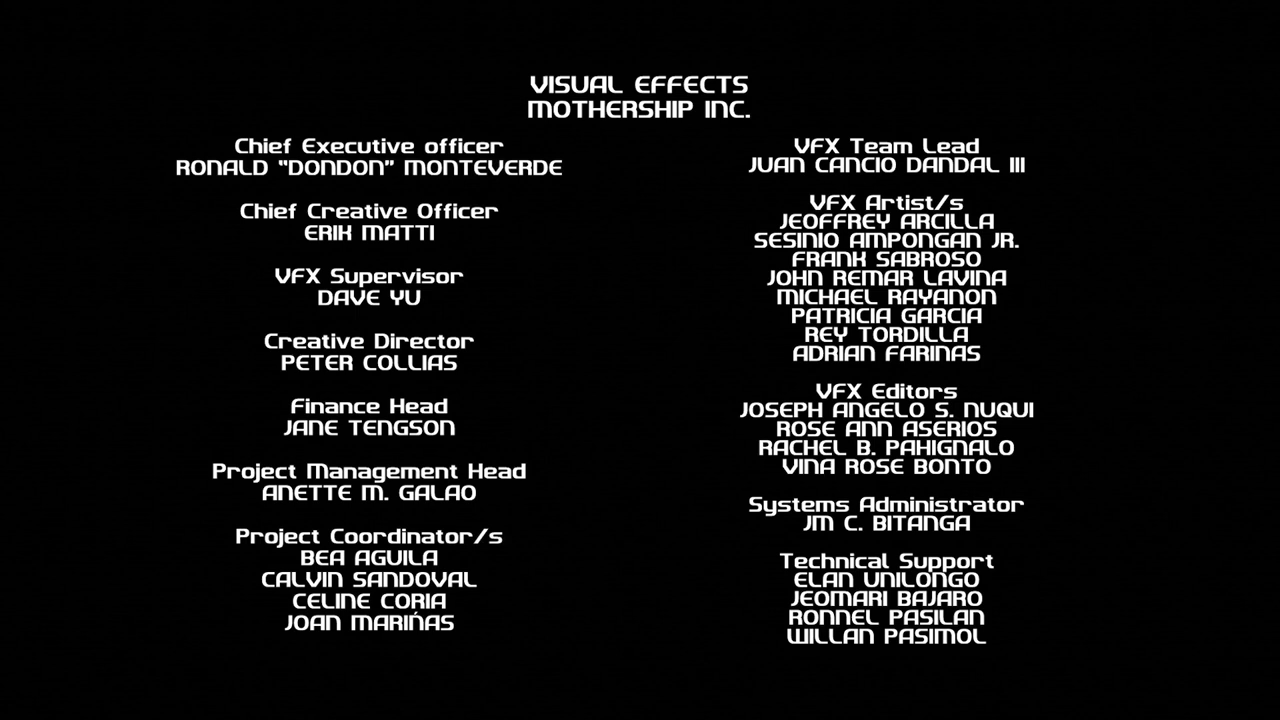 VISUAL EFFECTS
MOTHERSHIP INC.
Chief Executive officer
RONALD "DONDON" MONTEVERDE
Chief Creative Officer
ERIK MATTI
VFX Supervisor
DAVE YU
Creative Director
PETER COLLIAS
Finance Head
JANE TENGSON
Project Management Head
ANETTE M. GALAO
Project Coordinator/s
BEA AGUILA
CALVIN SANDOVAL
CELINE CORIA
JOAN MARIŃAS
VFX Team Lead
JUAN CANCIO DANDAL III
VFX Artist/s
JEOFFREY ARCILLA
SESINIO AMPONGAN JR.
FRANK SABROSO
JOHN REMAR LAVINA
MICHAEL RAYANON
PATRICIA GARCIA
REY TORDILLA
ADRIAN FARINAS
VFX Editors
JOSEPH ANGELO S. NUQUI
ROSE ANN ASERIOS
RACHEL B. PAHIGNALO
VINA ROSE BONTO
Systems Administrator
JM C. BITANGA
Technical Support
ELAN UNILONGO
JEOMARI BAJARO
RONNEL PASILAN
WILLAN PASIMOL